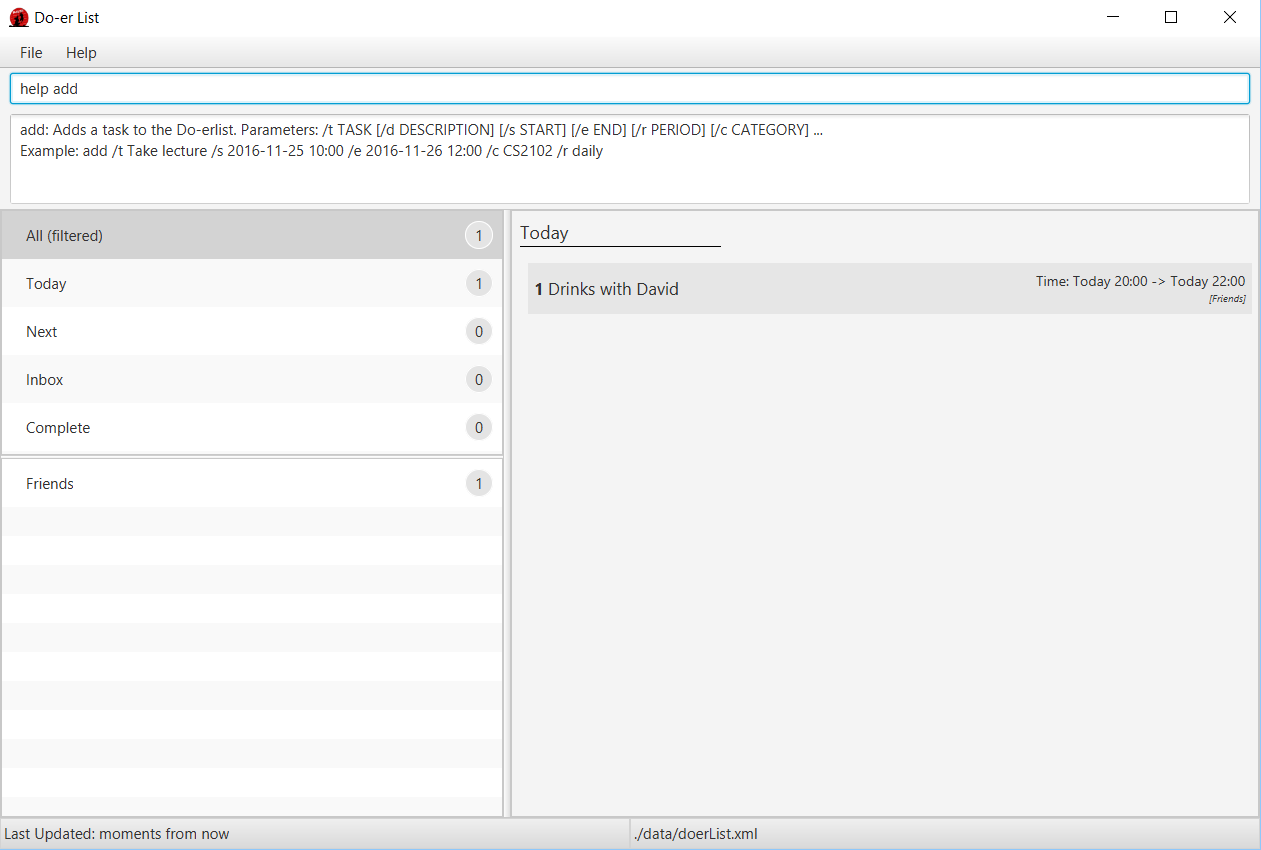 Do-er List
File Help
help add
add: Adds a task to the Do-erlist. Parameters: /t TASK [/d DESCRIPTION] [/s START] [/e END] [/r PERIOD] [/c CATEGORY] ...
Example: add /t Take lecture /s 2016-11-25 10:00 /e 2016-11-26 12:00 /c CS2102 /r daily
All (filtered) 1
Today 1
Next 0
Inbox 0
Complete 0
Friends 1
Today
1 Drinks with David
Time: Today 20:00 -> Today 22:00
[Friends]
Last Updated: moments from now
./data/doerList.xml